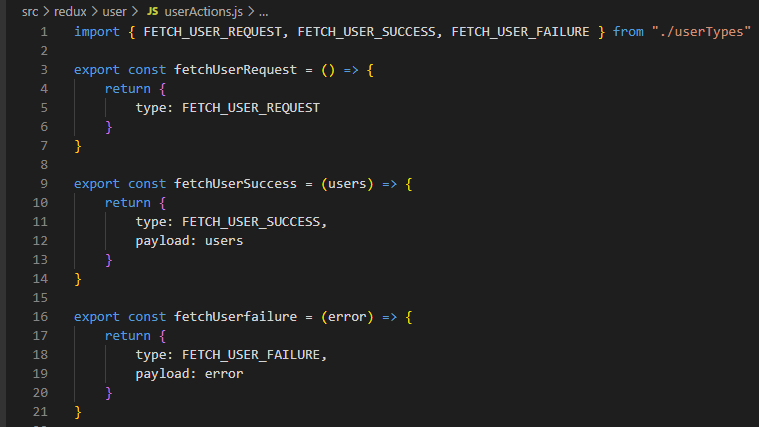 src > redux > user > JS userActions.js > ...
1 import { FETCH_USER_REQUEST, FETCH_USER_SUCCESS, FETCH_USER_FAILURE } from "./userTypes"
2
3 export const fetchUserRequest = () => {
4     return {
5         type: FETCH_USER_REQUEST
6     }
7 }
8
9 export const fetchUserSuccess = (users) => {
10     return {
11         type: FETCH_USER_SUCCESS,
12         payload: users
13     }
14 }
15
16 export const fetchUserfailure = (error) => {
17     return {
18         type: FETCH_USER_FAILURE,
19         payload: error
20     }
21 }